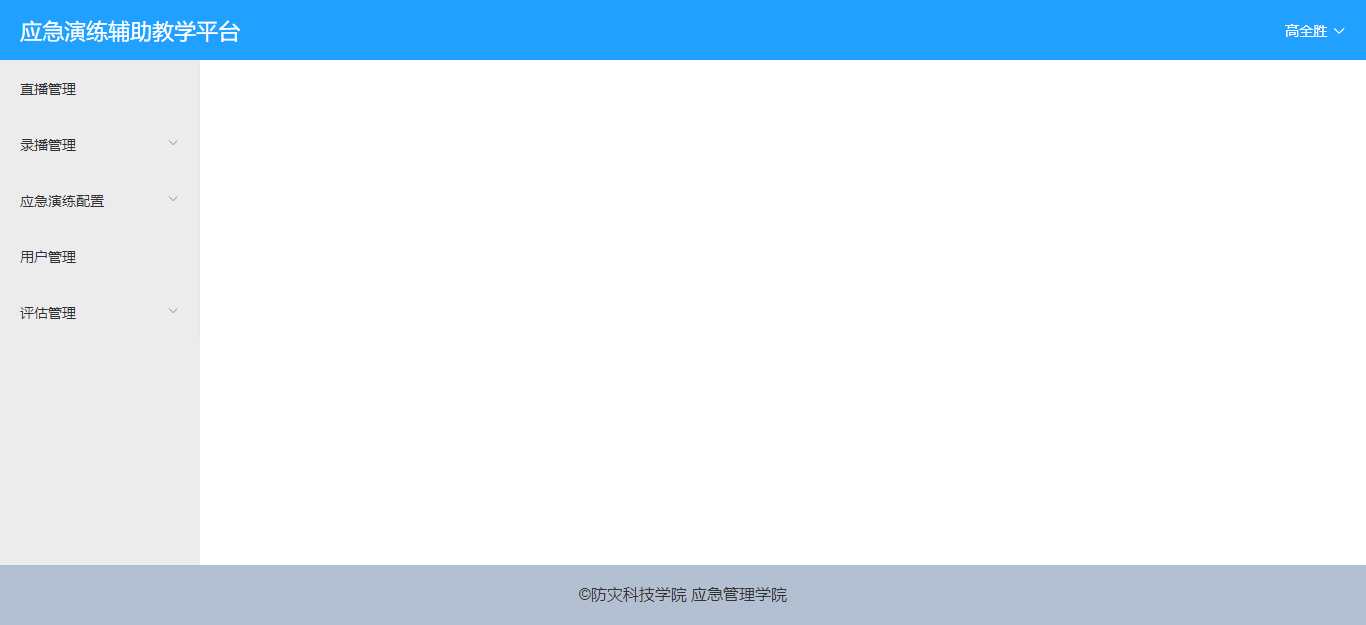 应急演练辅助教学平台
高全胜
直播管理
录播管理
应急演练配置
用户管理
评估管理
©防灾科技学院 应急管理学院